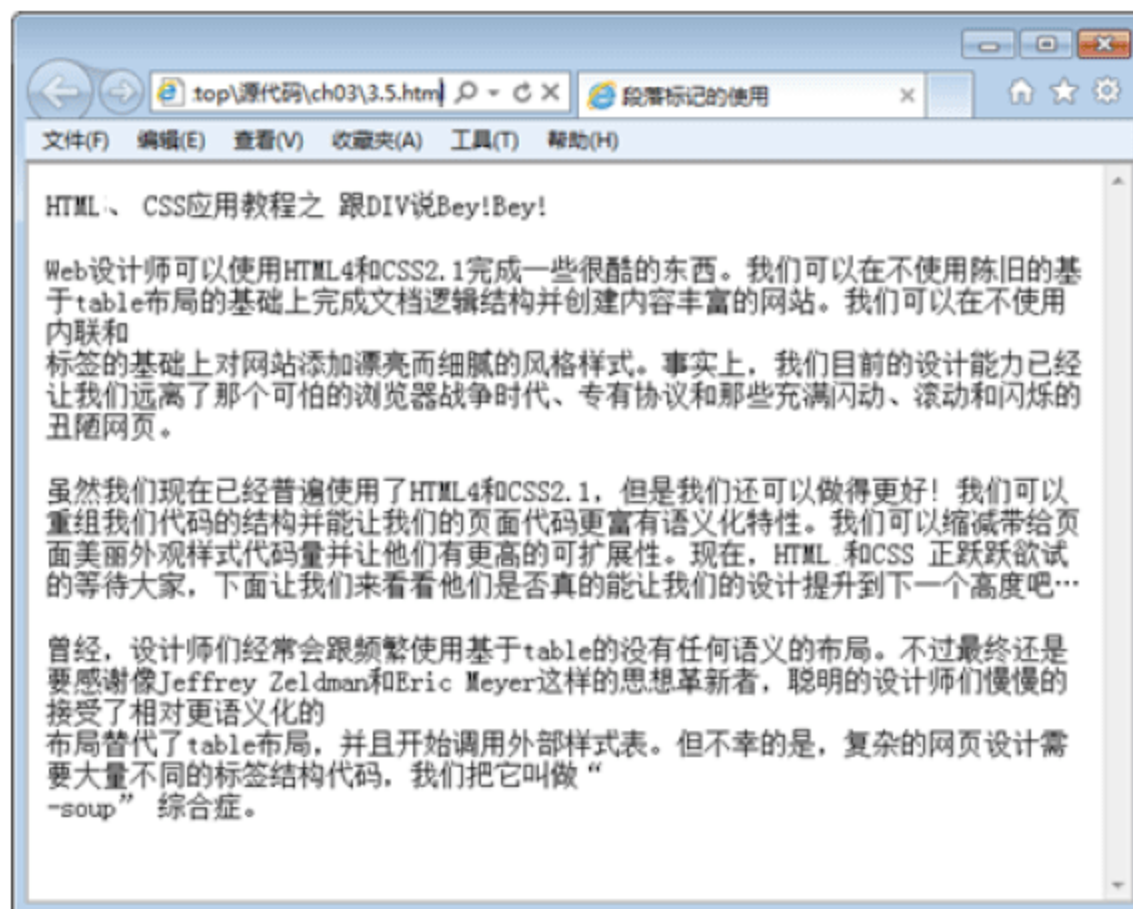 top\源代码\ch03\3.5.htm
段落标记的使用
文件(F) 编辑(E) 查看(V) 收藏夹(A) 工具(T) 帮助(H)
HTML、 CSS应用教程之 跟DIV说Bey!Bey!
Web设计师可以使用HTML4和CSS2.1完成一些很酷的东西。我们可以在不使用陈旧的基
于table布局的基础上完成文档逻辑结构并创建内容丰富的网站。我们可以在不使用
内联和
标签的基础上对网站添加漂亮而细腻的风格样式。事实上，我们目前的设计能力已经
让我们远离了那个可怕的浏览器战争时代、专有协议和那些充满闪动、滚动和闪烁的
丑陋网页。
虽然我们现在已经普遍使用了HTML4和CSS2.1，但是我们还可以做得更好！我们可以
重组我们代码的结构并能让我们的页面代码更富有语义化特性。我们可以缩减带给页
面美丽外观样式代码量并让他们有更高的可扩展性。现在，HTML 和CSS 正跃跃欲试
的等待大家，下面让我们来看看他们是否真的能让我们的设计提升到下一个高度吧…
曾经，设计师们经常会跟频繁使用基于table的没有任何语义的布局。不过最终还是
要感谢像Jeffrey Zeldman和Eric Meyer这样的思想革新者，聪明的设计师们慢慢的
接受了相对更语义化的
布局替代了table布局，并且开始调用外部样式表。但不幸的是，复杂的网页设计需
要大量不同的标签结构代码，我们把它叫做“
-soup” 综合症。